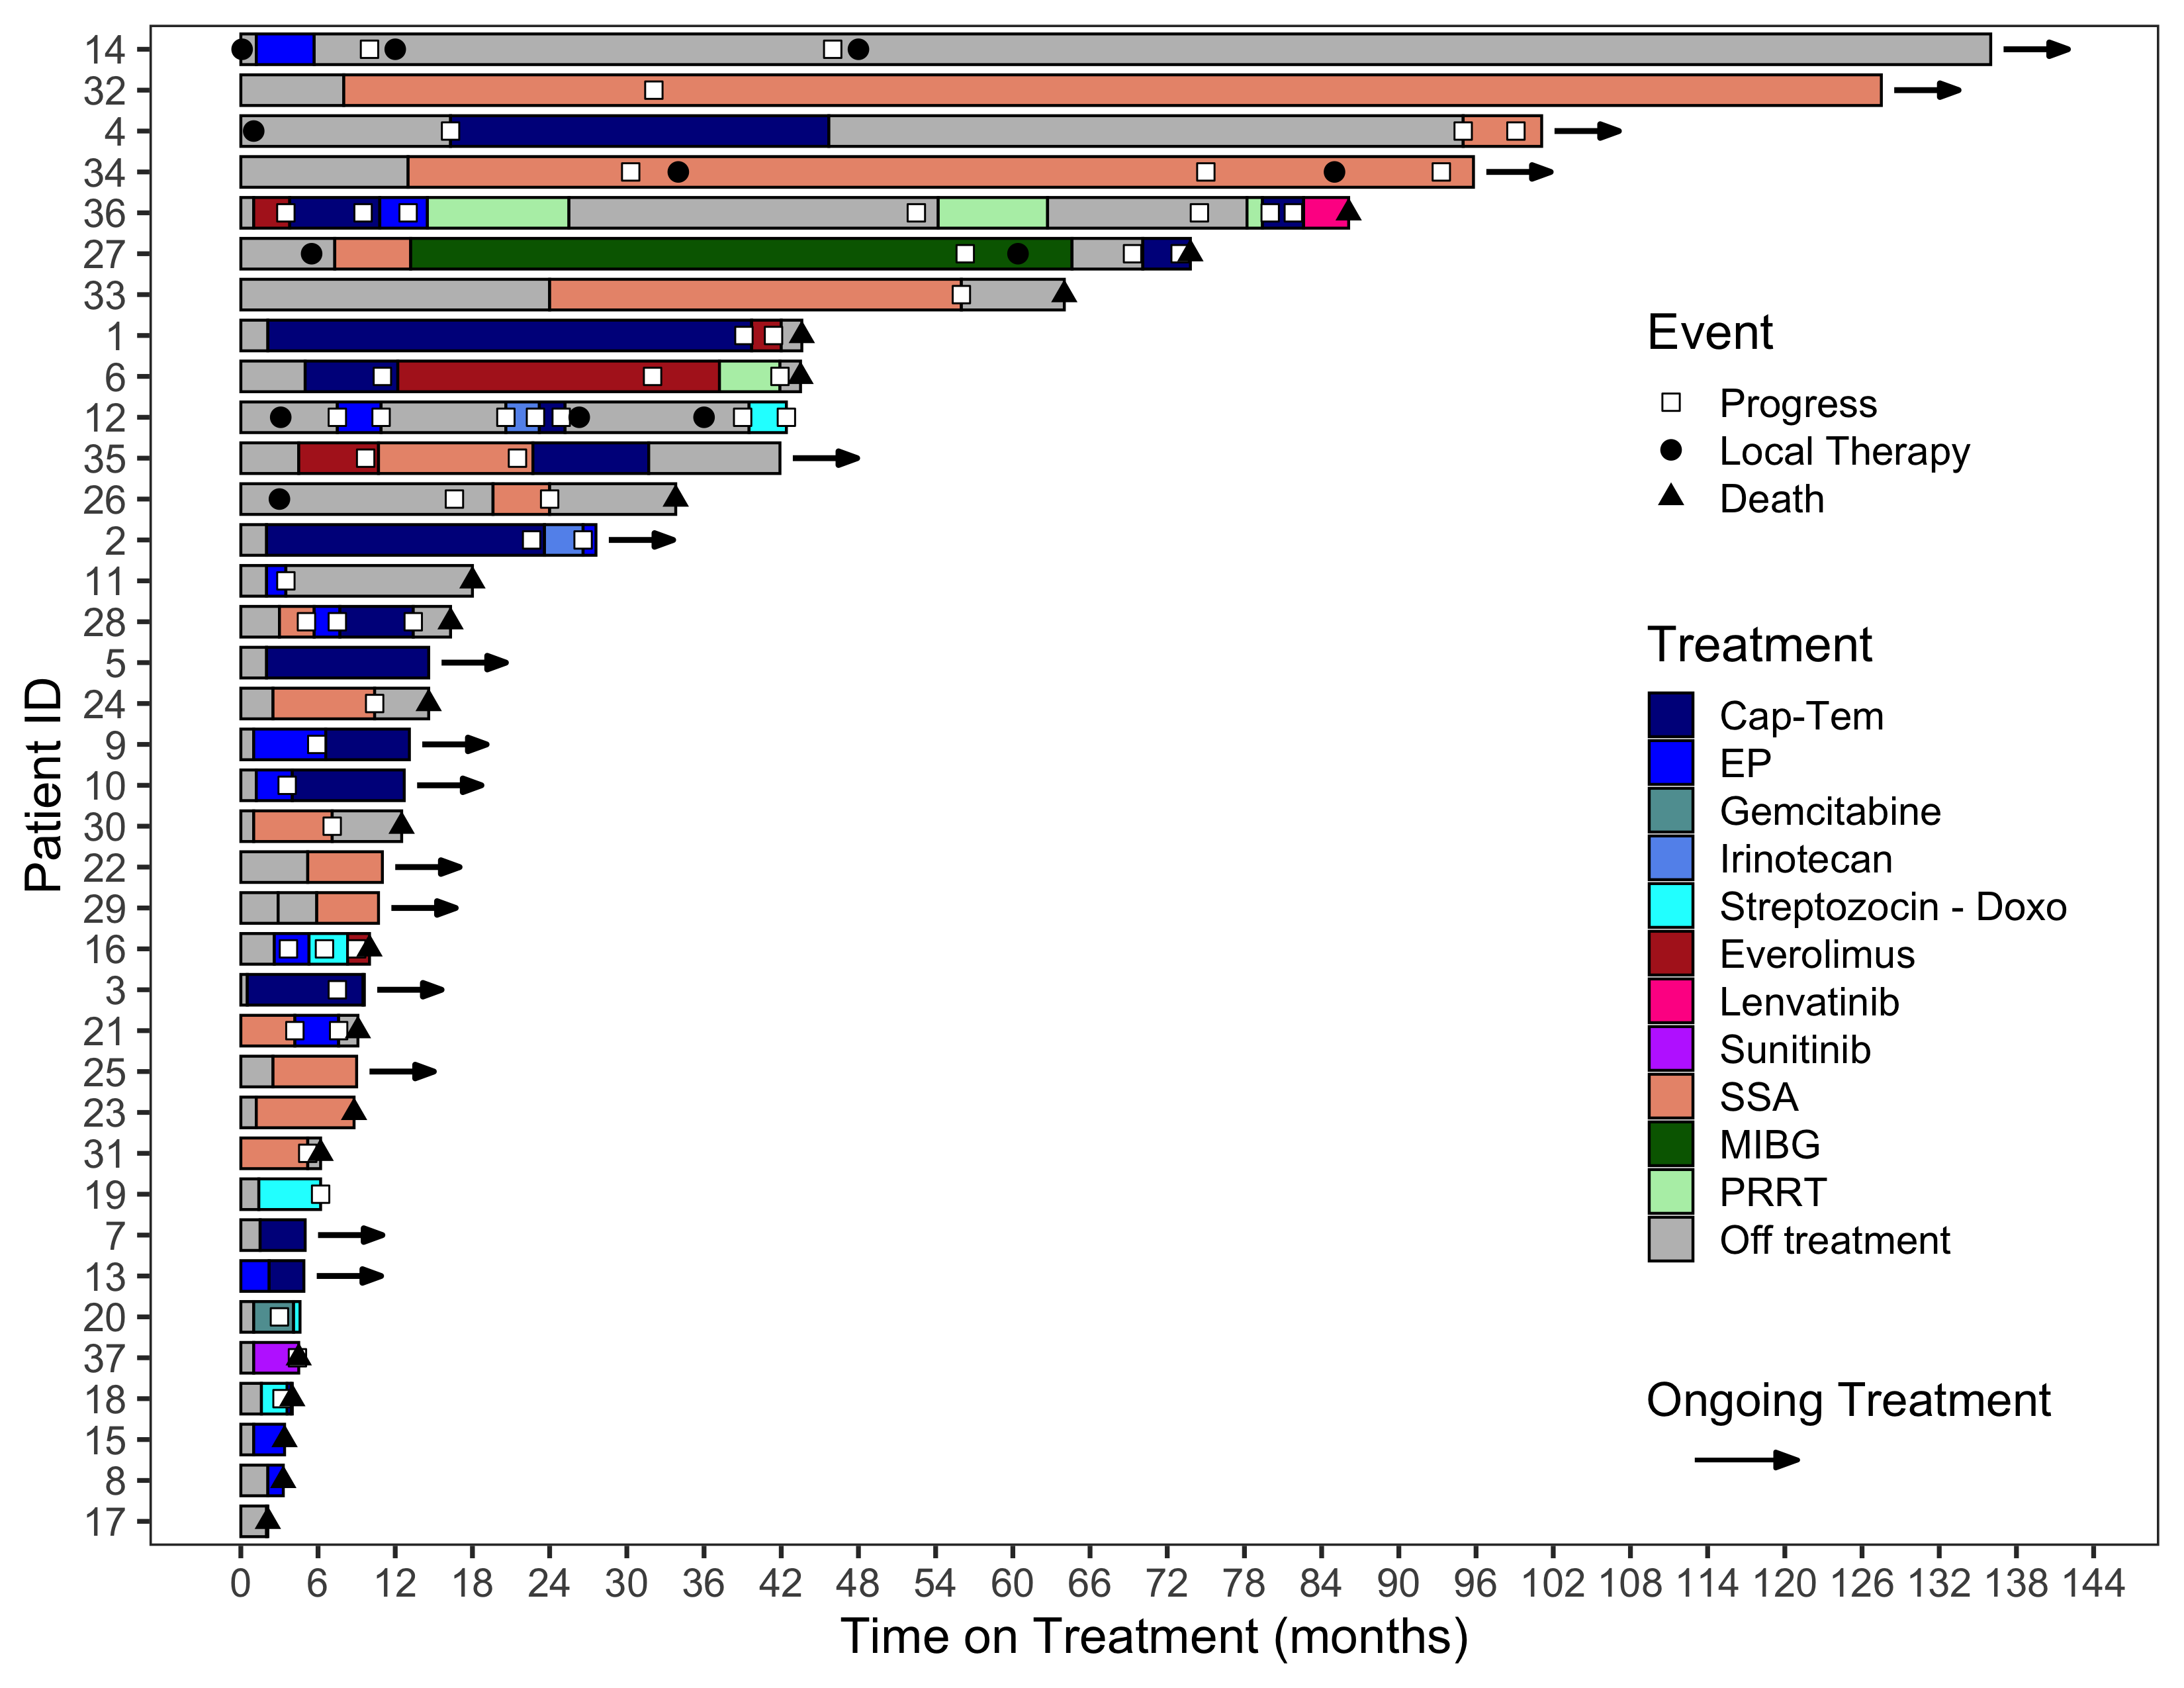 14
32
4
34
36
27
33
1
6
12
35
26
2
11
28
5
24
9
10
30
22
29
16
3
21
25
23
31
19
7
13
20
37
18
15
8
17
Patient ID
Event
Progress
Local Therapy
Death
Treatment
Cap-Tem
EP
Gemcitabine
Irinotecan
Streptozocin - Doxo
Everolimus
Lenvatinib
Sunitinib
SSA
MIBG
PRRT
Off treatment
Ongoing Treatment
0 6 12 18 24 30 36 42 48 54 60 66 72 78 84 90 96 102 108 114 120 126 132 138 144
Time on Treatment (months)